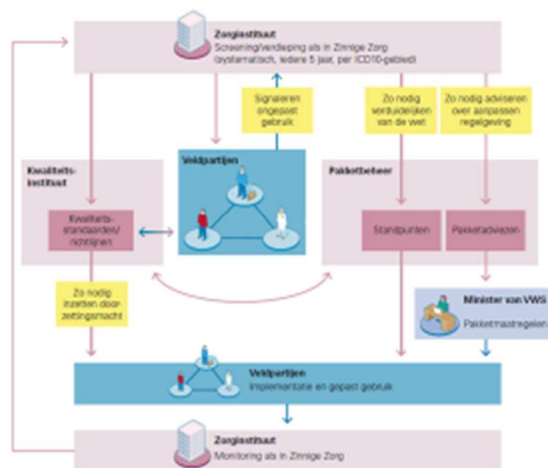 Zorginstituut
Screening/verdieping als in Zinnige Zorg
(systematisch, iedere 5 jaar, per ICD10-gebied)
Signaleren
ongepast
gebruik
Zo nodig
verduidelijken
van de wet
Zo nodig adviseren
over aanpassen
regelgeving
Kwaliteits-
instituut
Veldpartijen
Pakketbeheer
Kwaliteits-
standaarden/
richtlijnen
Standpunten
Pakketadviezen
Zo nodig
inzetten door-
zettingsmacht
Minister van VWS
Pakketmaatregelen
Veldpartijen
Implementatie en gepast gebruik
Zorginstituut
Monitoring als in Zinnige Zorg